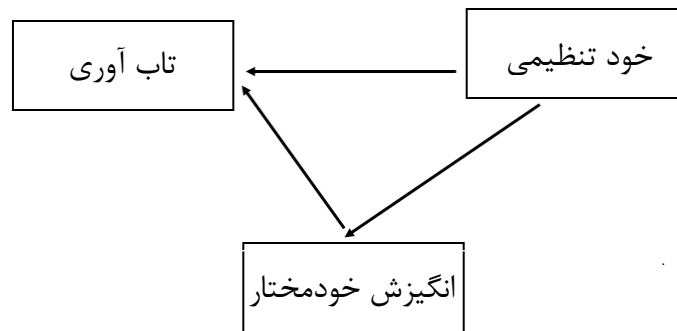 خود تنظیمی
تاب آوری
انگیزش خودمختار